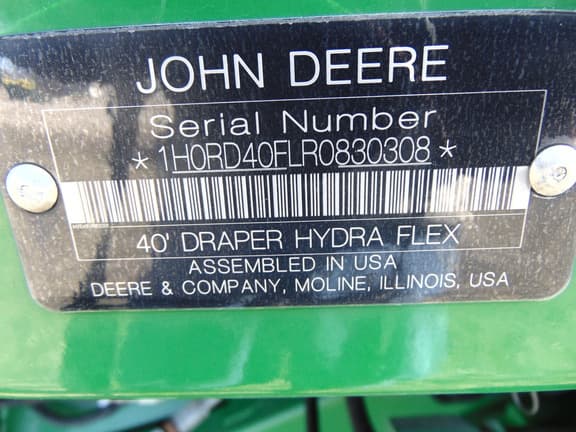 JOHN DEERE
Serial Number
*1H0RD40FLR0830308*
40' DRAPER HYDRA FLEX
ASSEMBLED IN USA
DEERE & COMPANY, MOLINE, ILLINOIS, USA